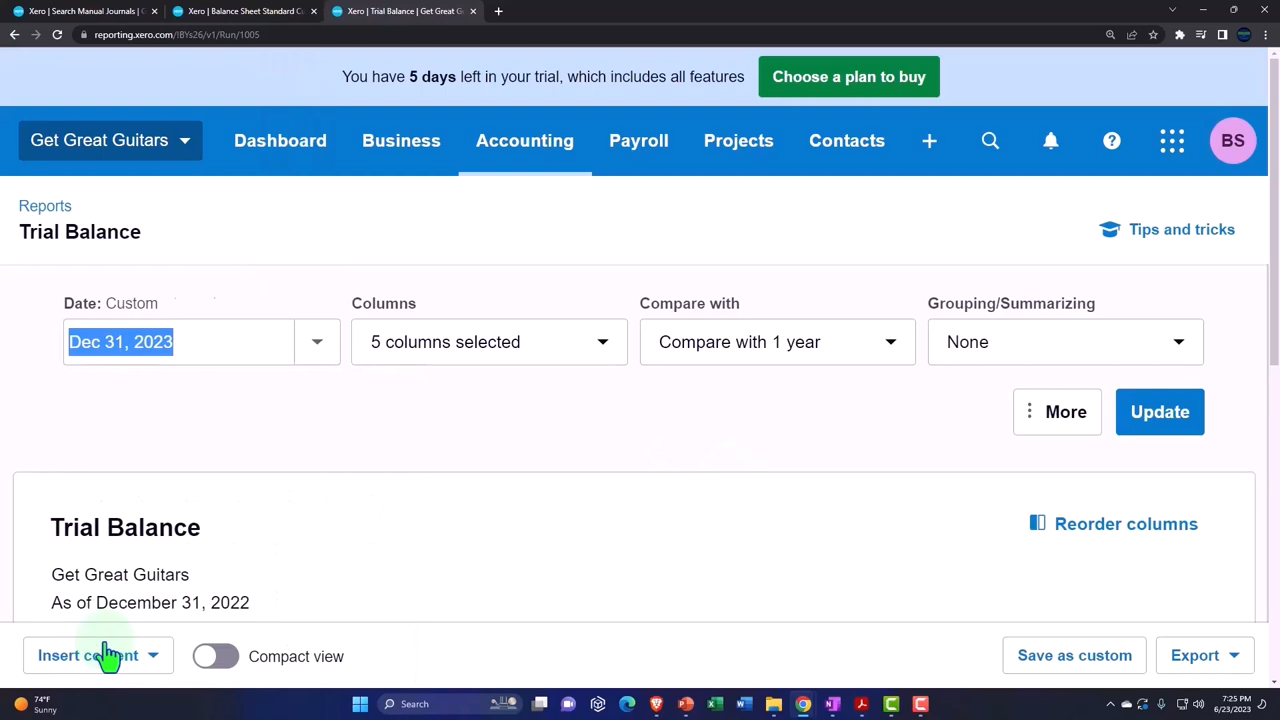 Xero | Search Manual Journals | G
Xero | Balance Sheet Standard Cu
Xero | Trial Balance | Get Great G
reporting.xero.com/!BYs26/v1/Run/1005
You have 5 days left in your trial, which includes all features
Choose a plan to buy
Get Great Guitars
Dashboard
Business
Accounting
Payroll
Projects
Contacts
BS
Reports
Trial Balance
Tips and tricks
Date: Custom
Columns
Compare with
Grouping/Summarizing
Dec 31, 2023
5 columns selected
Compare with 1 year
None
More
Update
Trial Balance
Reorder columns
Get Great Guitars
As of December 31, 2022
Insert
Compact view
Save as custom
Export
74°F
Sunny
Search
7:25 PM
6/23/2023